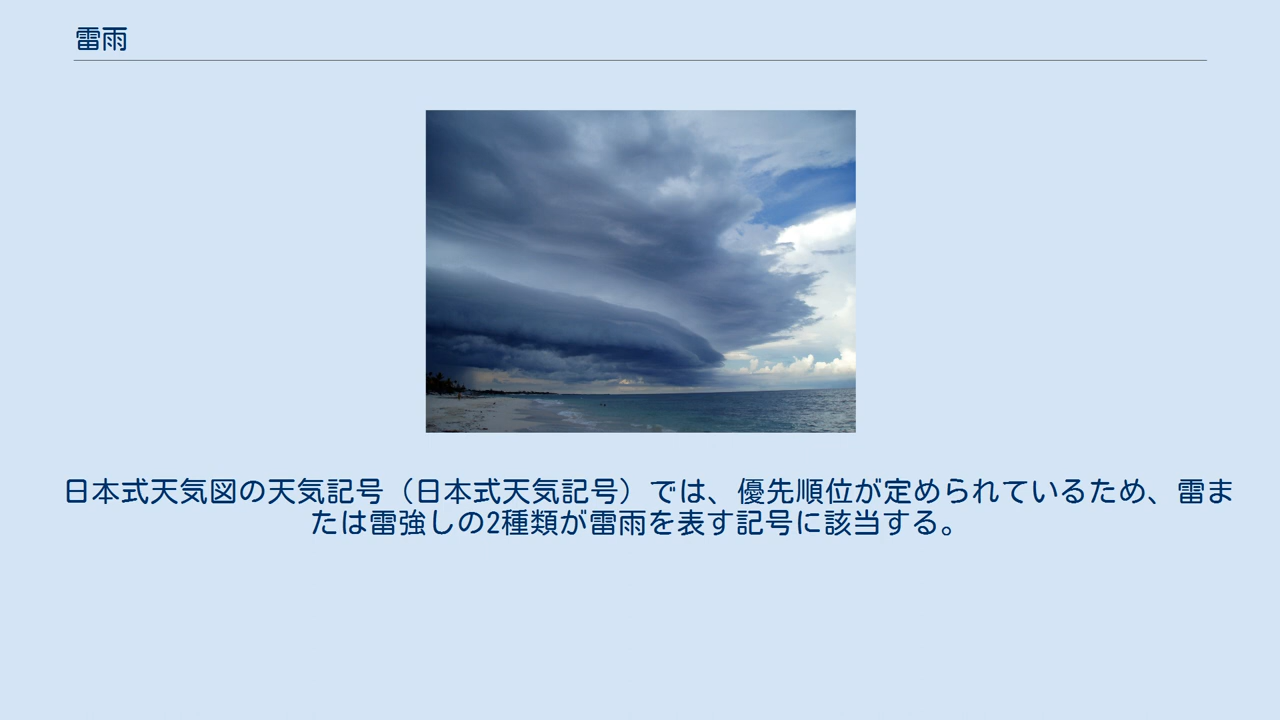 雷雨
日本式天気図の天気記号（日本式天気記号）では、優先順位が定められているため、雷ま
たは雷強しの2種類が雷雨を表す記号に該当する。